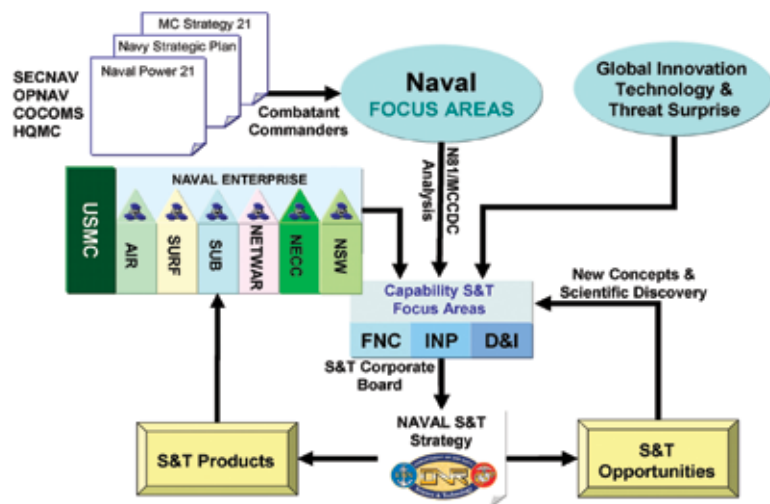 MC Strategy 21
Navy Strategic Plan
Naval Power 21
SECNAV
OPNAV
COCOMS
HQMC
Combatant
Commanders
Naval
FOCUS AREAS
Global Innovation
Technology &
Threat Surprise
N81/MCCDC
Analysis
NAVAL ENTERPRISE
USMC
AIR
SURF
SUB
NETWAR
NECC
NSW
New Concepts &
Scientific Discovery
Capability S&T
Focus Areas
FNC
INP
D&I
S&T Corporate
Board
NAVAL S&T
Strategy
ONR
S&T Products
S&T
Opportunities